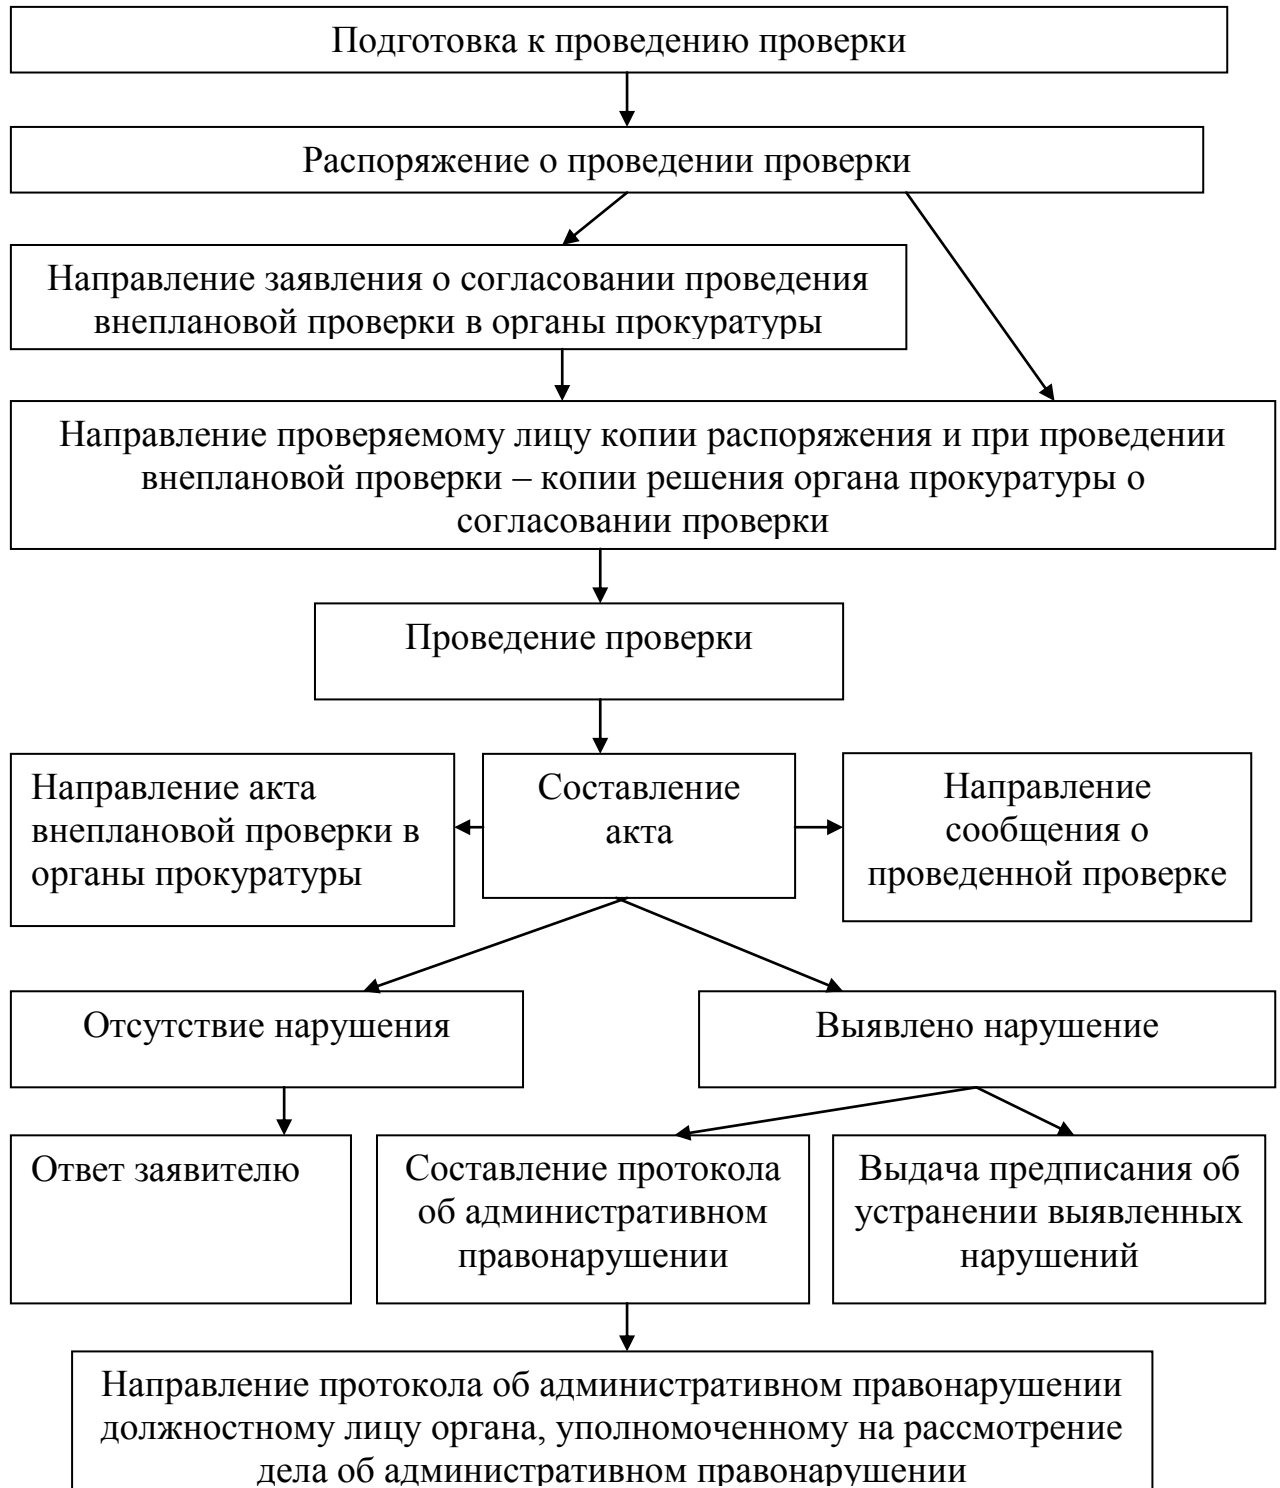 Подготовка к проведению проверки
Распоряжение о проведении проверки
Направление заявления о согласовании проведения
внеплановой проверки в органы прокуратуры
Направление проверяемому лицу копии распоряжения и при проведении
внеплановой проверки – копии решения органа прокуратуры о
согласовании проверки
Проведение проверки
Направление акта
внеплановой проверки в
органы прокуратуры
Составление
акта
Направление
сообщения о
проведенной проверке
Отсутствие нарушения
Выявлено нарушение
Ответ заявителю
Составление протокола
об административном
правонарушении
Выдача предписания об
устранении выявленных
нарушений
Направление протокола об административном правонарушении
должностному лицу органа, уполномоченному на рассмотрение
дела об административном правонарушении